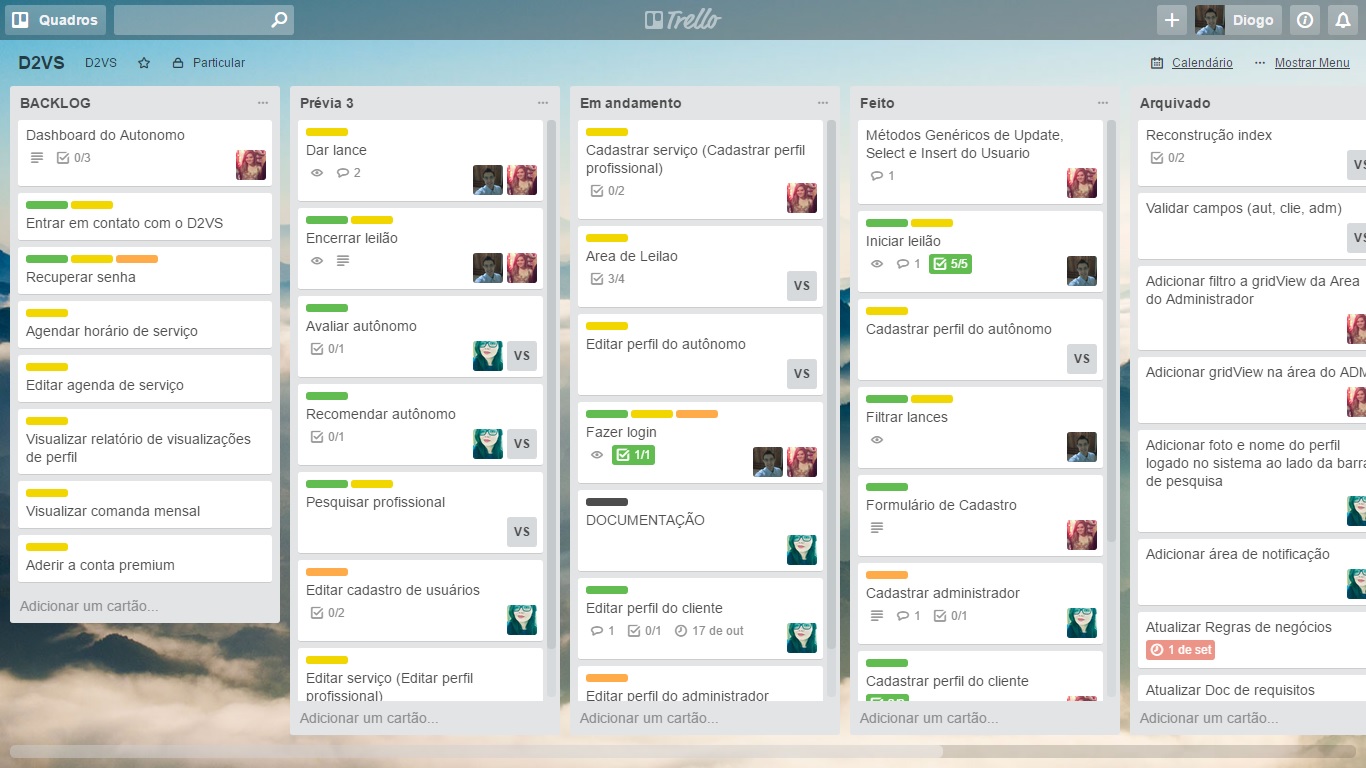 Quadros
Trello
Diogo
D2VS
D2VS
Particular
Calendário
Mostrar Menu
BACKLOG
Dashboard do Autonomo
0/3
Entrar em contato com o D2VS
Recuperar senha
Agendar horário de serviço
Editar agenda de serviço
Visualizar relatório de visualizações
de perfil
Visualizar comanda mensal
Aderir a conta premium
Adicionar um cartão...
Prévia 3
Dar lance
2
Encerrar leilão
Avaliar autônomo
0/1
VS
Recomendar autônomo
0/1
VS
Pesquisar profissional
VS
Editar cadastro de usuários
0/2
Editar serviço (Editar perfil
profissional)
Adicionar um cartão...
Em andamento
Cadastrar serviço (Cadastrar perfil
profissional)
0/2
Area de Leilao
3/4
VS
Editar perfil do autônomo
VS
Fazer login
1/1
DOCUMENTAÇÃO
Editar perfil do cliente
1 0/1 17 de out
Editar perfil do administrador
Adicionar um cartão...
Feito
Métodos Genéricos de Update,
Select e Insert do Usuario
1
Iniciar leilão
1 5/5
Cadastrar perfil do autônomo
VS
Filtrar lances
Formulário de Cadastro
Cadastrar administrador
1 0/1
Cadastrar perfil do cliente
Adicionar um cartão...
Arquivado
Reconstrução index
0/2
VS
Validar campos (aut, clie, adm)
VS
Adicionar filtro a gridView da Area
do Administrador
Adicionar gridView na área do ADM
Adicionar foto e nome do perfil
logado no sistema ao lado da barra
de pesquisa
Adicionar área de notificação
Atualizar Regras de negócios
1 de set
Atualizar Doc de requisitos
Adicionar um cartão...